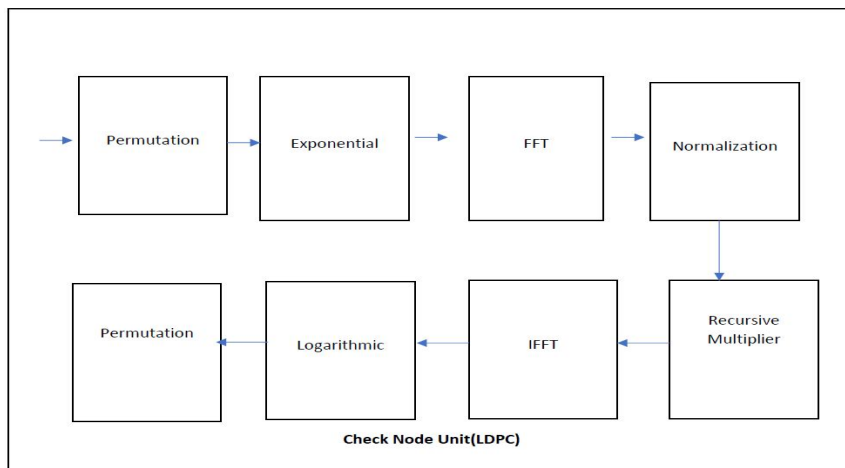 Permutation
Exponential
FFT
Normalization
Recursive
Multiplier
IFFT
Logarithmic
Permutation
Check Node Unit(LDPC)